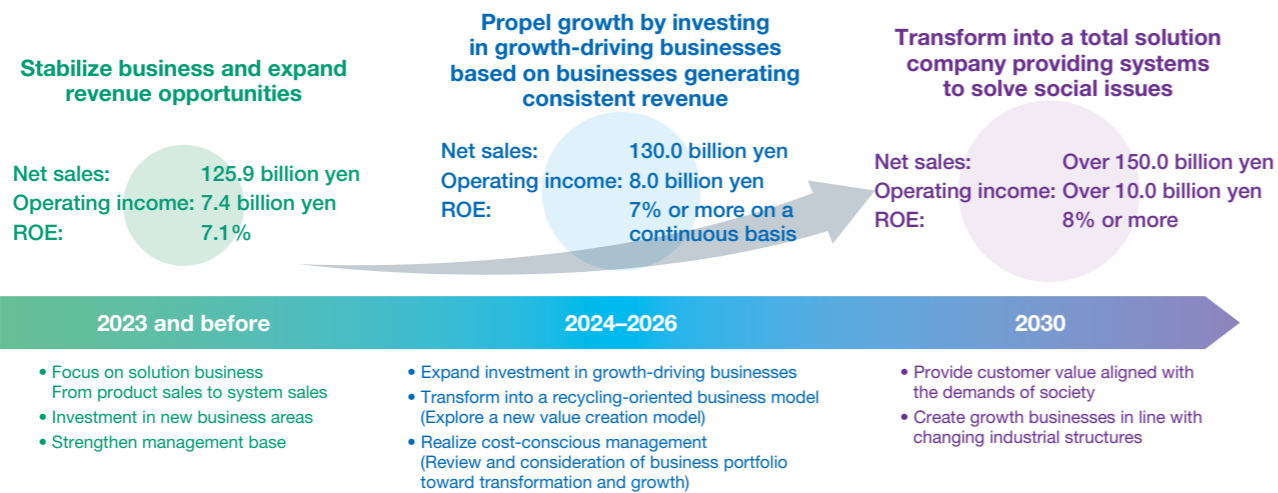 Stabilize business and expand
revenue opportunities
Net sales: 125.9 billion yen
Operating income: 7.4 billion yen
ROE: 7.1%
Propel growth by investing
in growth-driving businesses
based on businesses generating
consistent revenue
Net sales: 130.0 billion yen
Operating income: 8.0 billion yen
ROE: 7% or more on a
continuous basis
Transform into a total solution
company providing systems
to solve social issues
Net sales: Over 150.0 billion yen
Operating income: Over 10.0 billion yen
ROE: 8% or more
2023 and before
2024–2026
2030
• Focus on solution business
From product sales to system sales
• Investment in new business areas
• Strengthen management base
• Expand investment in growth-driving businesses
• Transform into a recycling-oriented business model
(Explore a new value creation model)
• Realize cost-conscious management
(Review and consideration of business portfolio
toward transformation and growth)
• Provide customer value aligned with
the demands of society
• Create growth businesses in line with
changing industrial structures